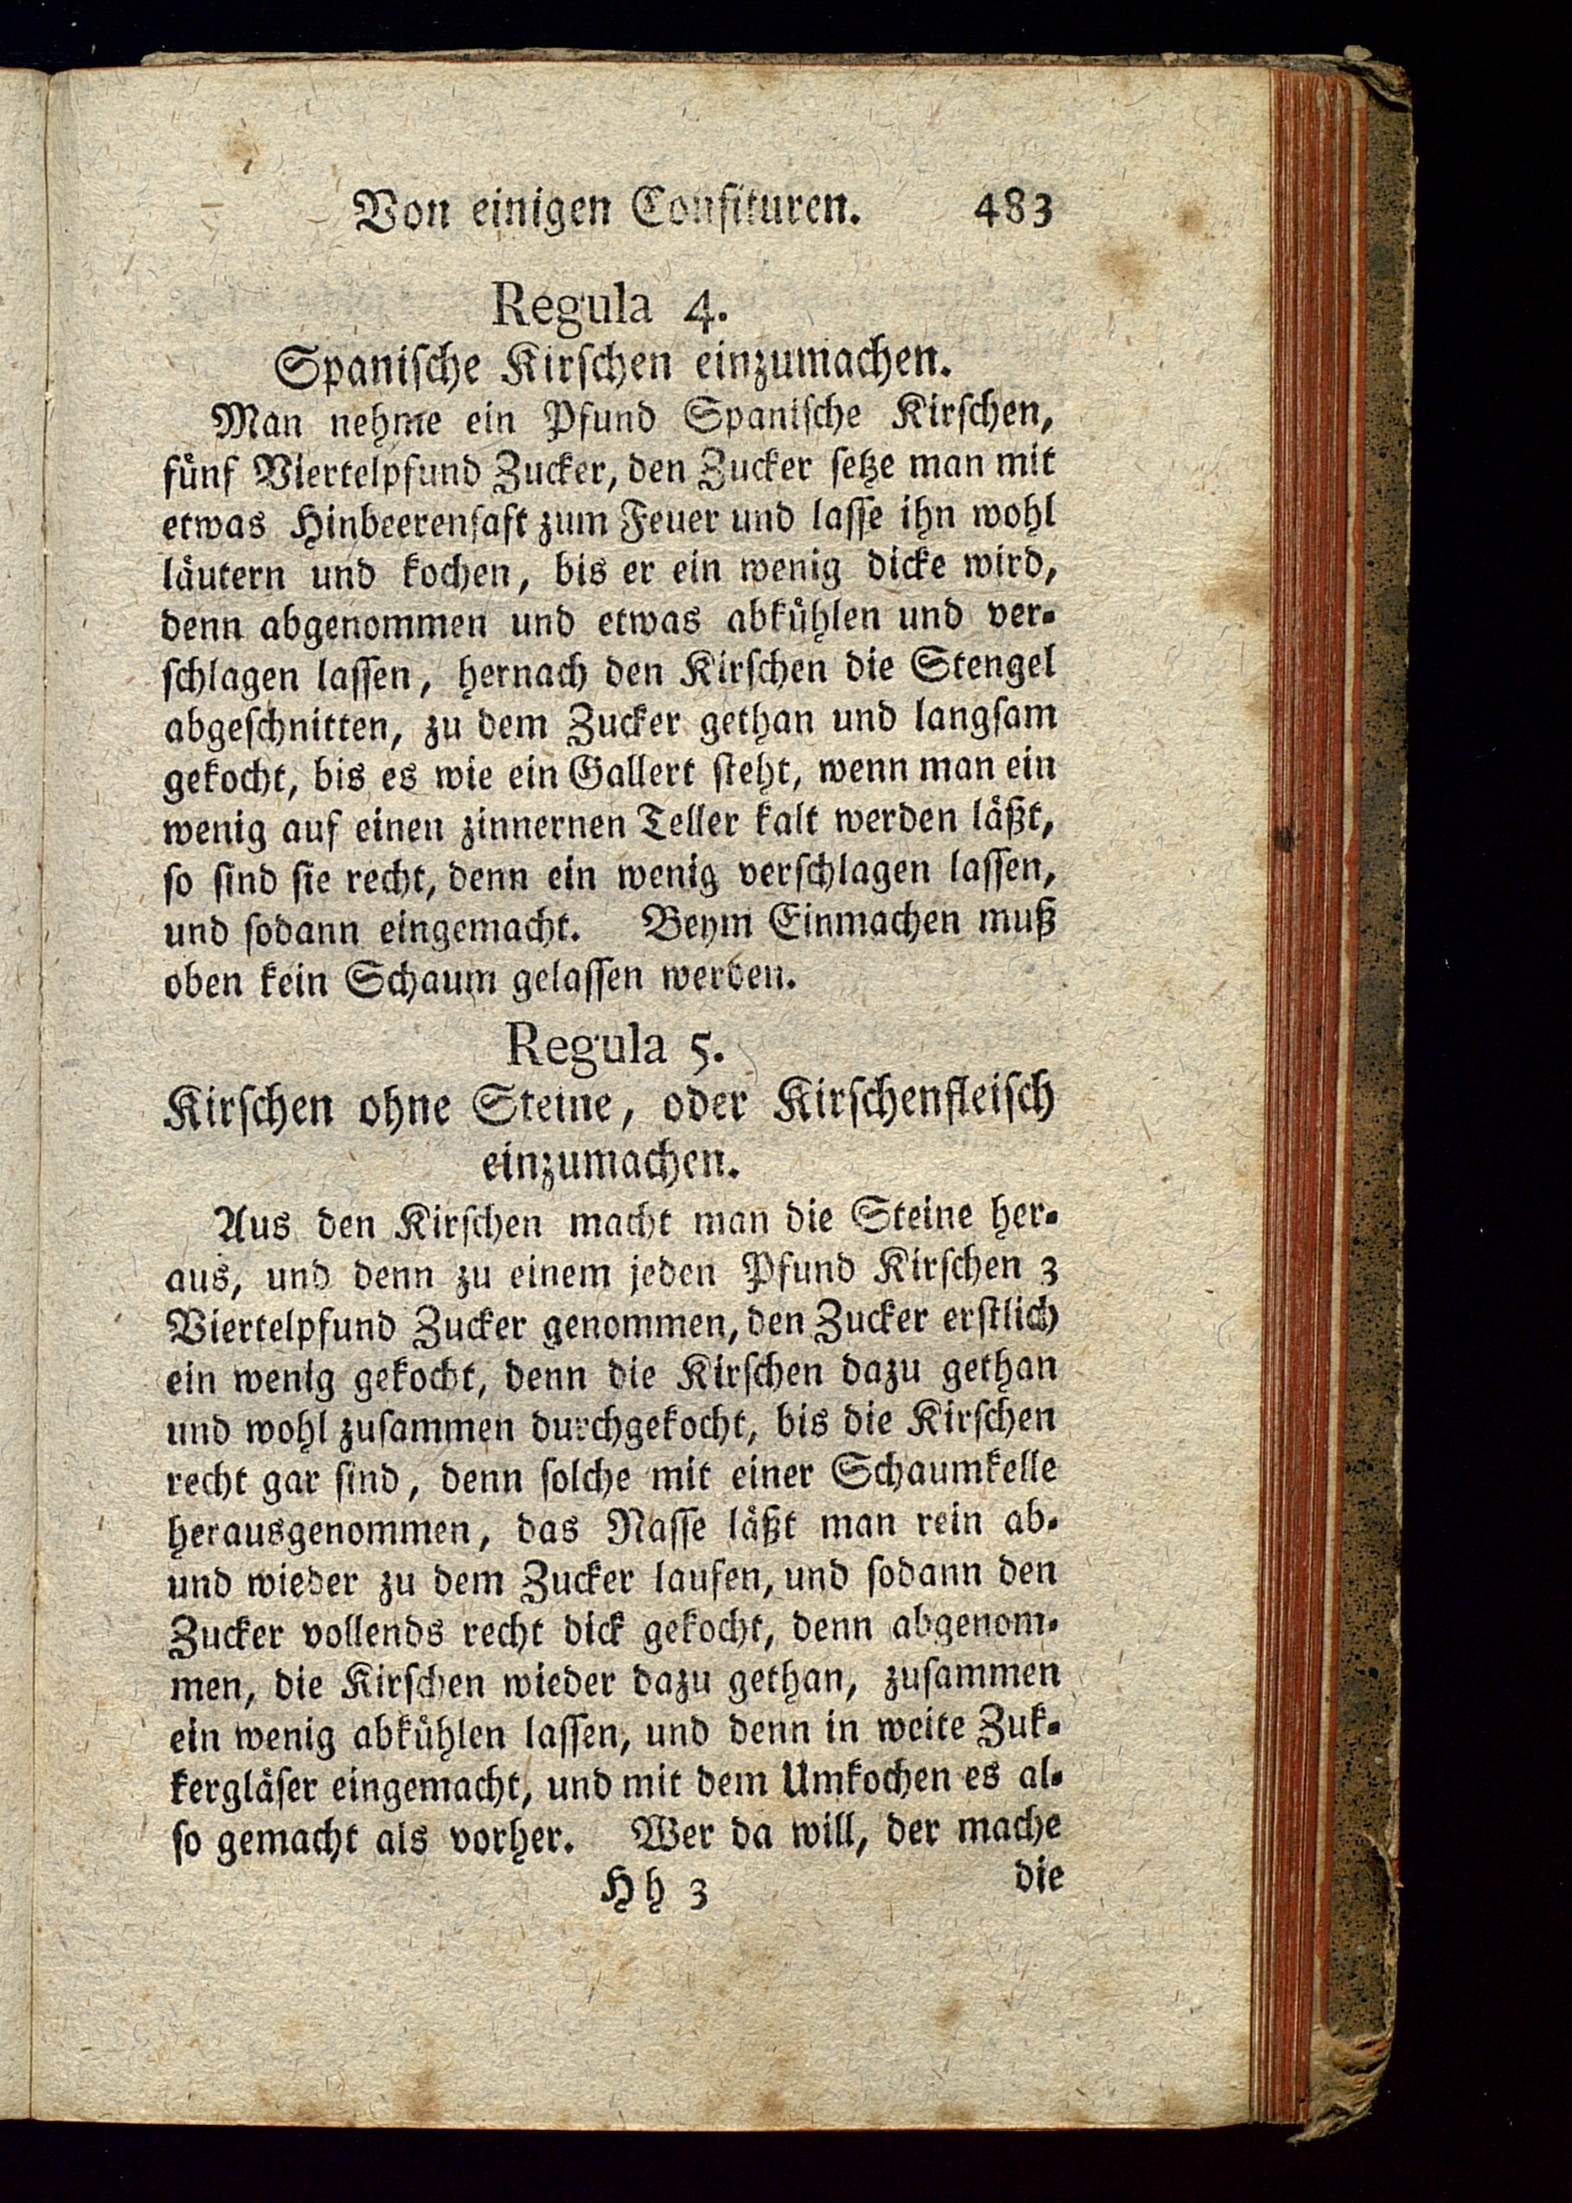 Von einigen Confituren. 483
Regula 4.
Spanische Kirschen einzumachen.
Man nehme ein Pfund Spanische Kirschen,
fünf Viertelpfund Zucker, den Zucker setze man mit
etwas Hinbeerensaft zum Feuer und lasse ihn wohl
läutern und kochen, bis er ein wenig dicke wird,
denn abgenommen und etwas abkühlen und ver-
schlagen lassen, hernach den Kirschen die Stengel
abgeschnitten, zu dem Zucker gethan und langsam
gekocht, bis es wie ein Gallert steht, wenn man ein
wenig auf einen zinnernen Teller kalt werden läßt,
so sind sie recht, denn ein wenig verschlagen lassen,
und sodann eingemacht. Beym Einmachen muß
oben kein Schaum gelassen werden.
Regula 5.
Kirschen ohne Steine, oder Kirschenfleisch
einzumachen.
Aus den Kirschen macht man die Steine her-
aus, und denn zu einem jeden Pfund Kirschen 3
Viertelpfund Zucker genommen, den Zucker erstlich
ein wenig gekocht, denn die Kirschen dazu gethan
und wohl zusammen durchgekocht, bis die Kirschen
recht gar sind, denn solche mit einer Schaumkelle
herausgenommen, das Nasse läßt man rein ab-
und wieder zu dem Zucker laufen, und sodann den
Zucker vollends recht dick gekocht, denn abgenom-
men, die Kirschen wieder dazu gethan, zusammen
ein wenig abkühlen lassen, und denn in weite Zuk-
kergläser eingemacht, und mit dem Umkochen es al-
so gemacht als vorher. Wer da will, der mache
Hh 3 die